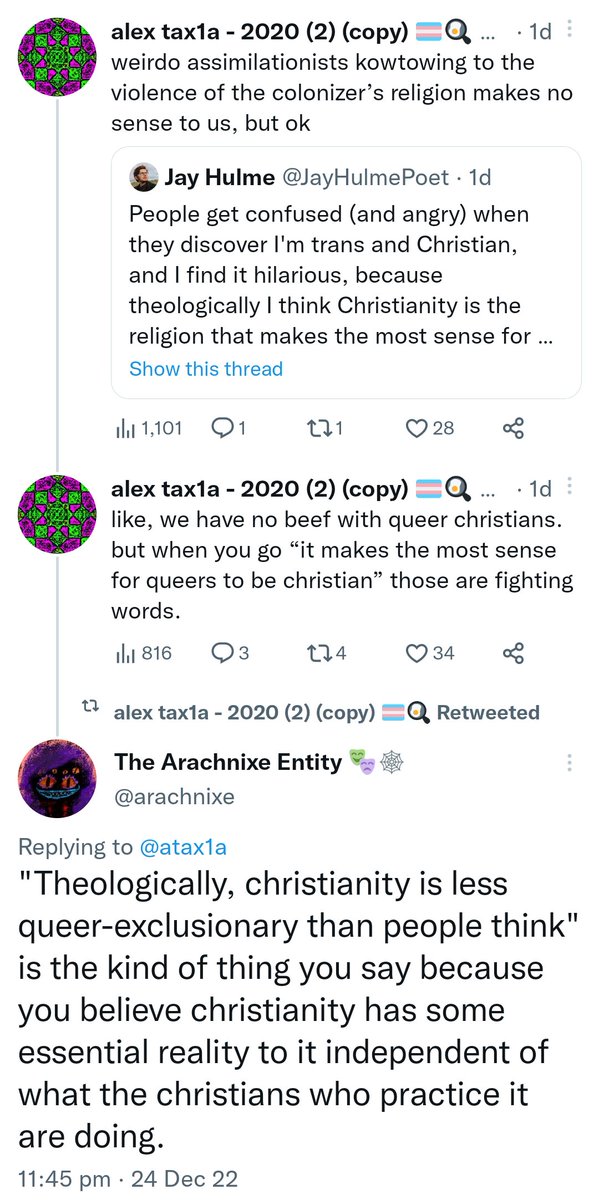 alex tax1a - 2020 (2) (copy) 🏳️‍⚧️🍳 ... · 1d
weirdo assimilationists kowtowing to the
violence of the colonizer’s religion makes no
sense to us, but ok
Jay Hulme @JayHulmePoet · 1d
People get confused (and angry) when
they discover I'm trans and Christian,
and I find it hilarious, because
theologically I think Christianity is the
religion that makes the most sense for ...
Show this thread
1,101 1 1 28
alex tax1a - 2020 (2) (copy) 🏳️‍⚧️🍳 ... · 1d
like, we have no beef with queer christians.
but when you go “it makes the most sense
for queers to be christian” those are fighting
words.
816 3 4 34
alex tax1a - 2020 (2) (copy) 🏳️‍⚧️🍳 Retweeted
The Arachnixe Entity 🎭🕸️
@arachnixe
Replying to @atax1a
"Theologically, christianity is less
queer-exclusionary than people think"
is the kind of thing you say because
you believe christianity has some
essential reality to it independent of
what the christians who practice it
are doing.
11:45 pm · 24 Dec 22